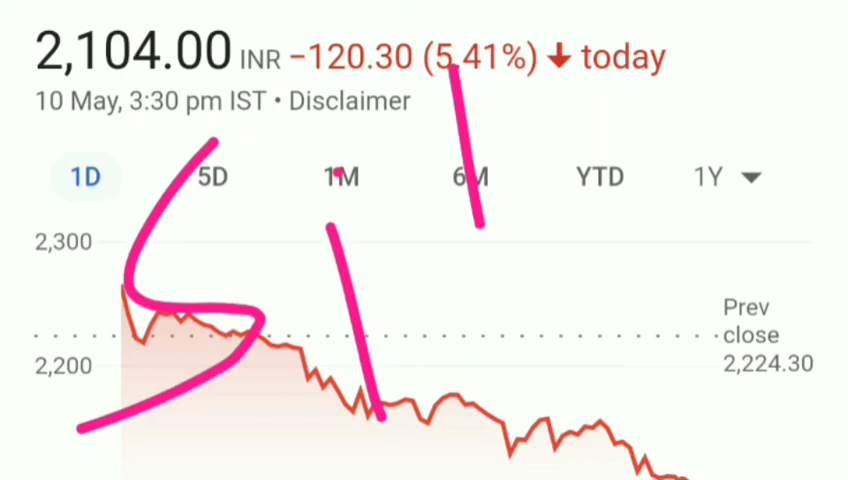 2,104.00 INR −120.30 (5.41%) ↓ today
10 May, 3:30 pm IST • Disclaimer
1D 5D 1M 6M YTD 1Y
2,300
Prev
close
2,224.30
2,200